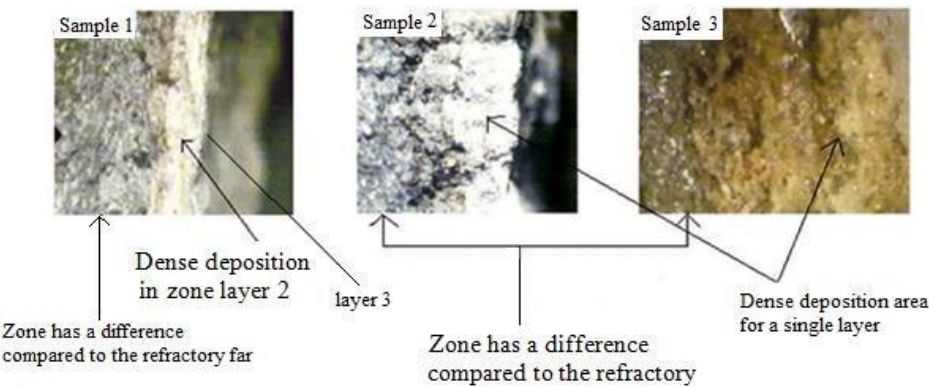 Sample 1
Sample 2
Sample 3
Dense deposition
in zone layer 2
layer 3
Zone has a difference
compared to the refractory far
Zone has a difference
compared to the refractory
Dense deposition area
for a single layer